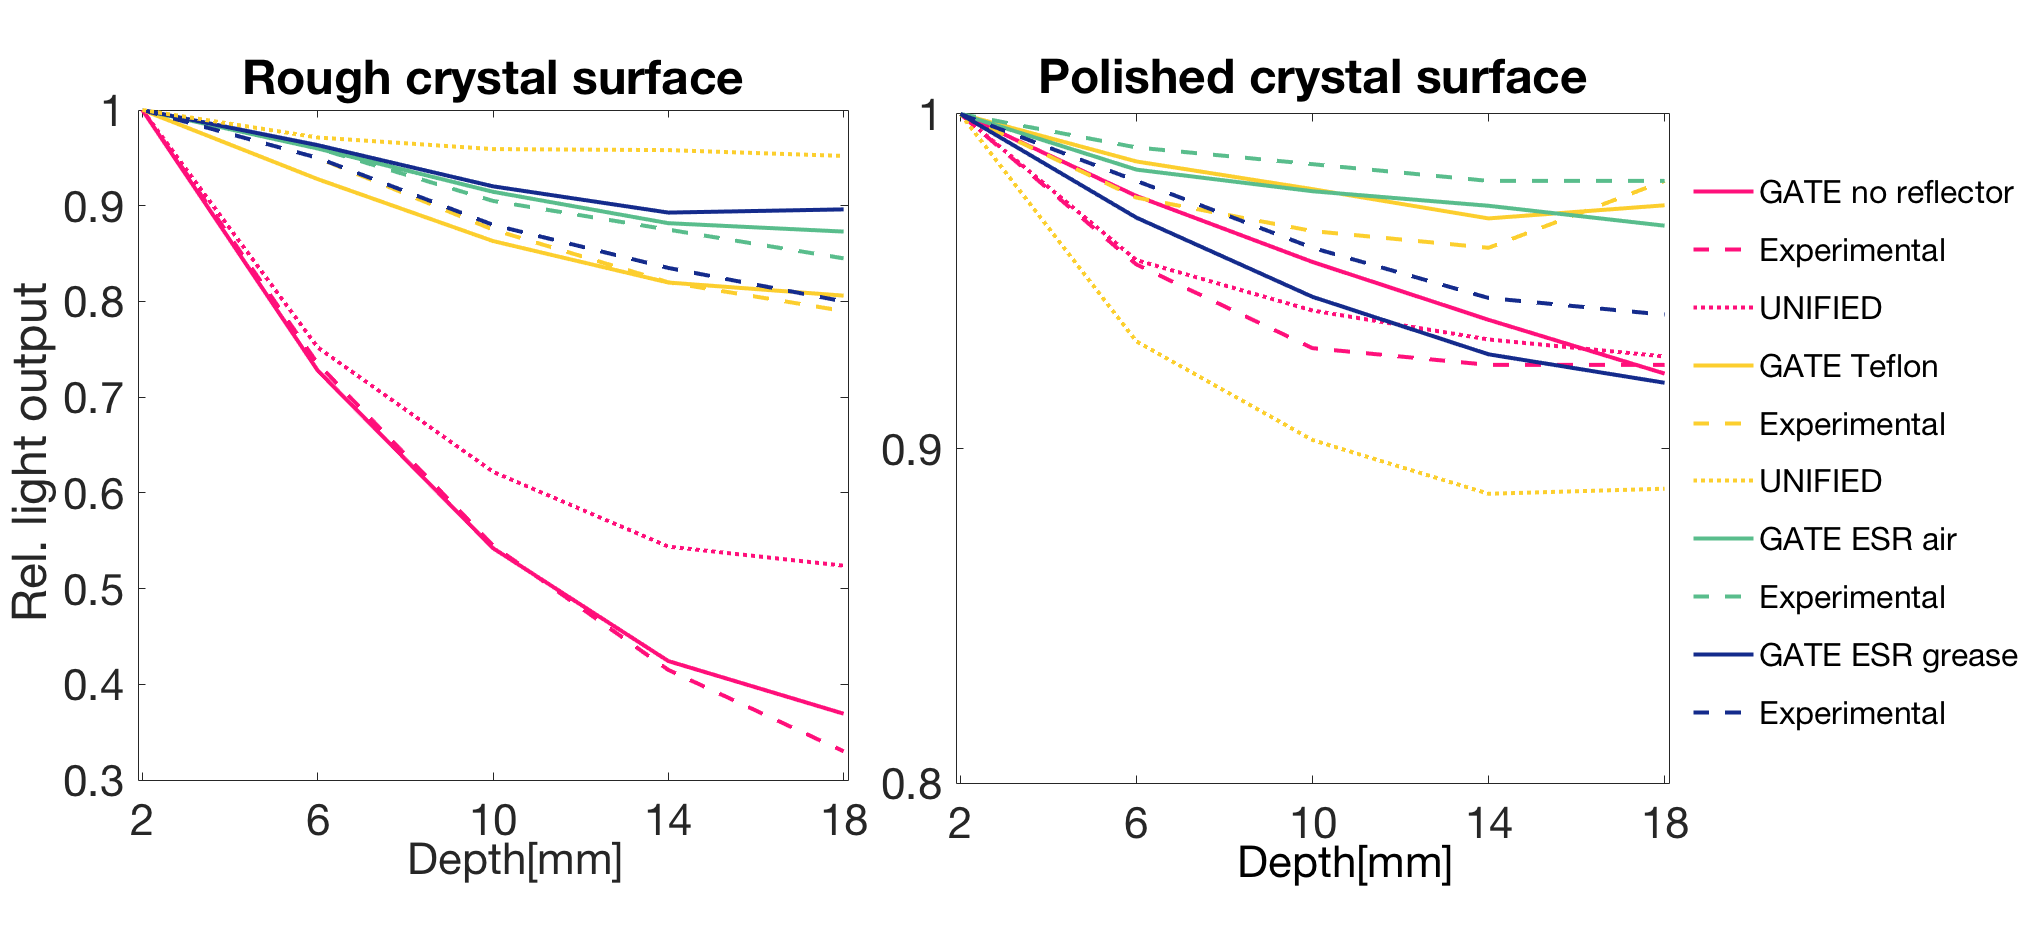 Rough crystal surface
Polished crystal surface
1
0.9
0.8
0.7
0.6
0.5
0.4
0.3
Rel. light output
2 6 10 14 18
Depth[mm]
1
0.9
0.8
2 6 10 14 18
Depth[mm]
GATE no reflector
Experimental
UNIFIED
GATE Teflon
Experimental
UNIFIED
GATE ESR air
Experimental
GATE ESR grease
Experimental